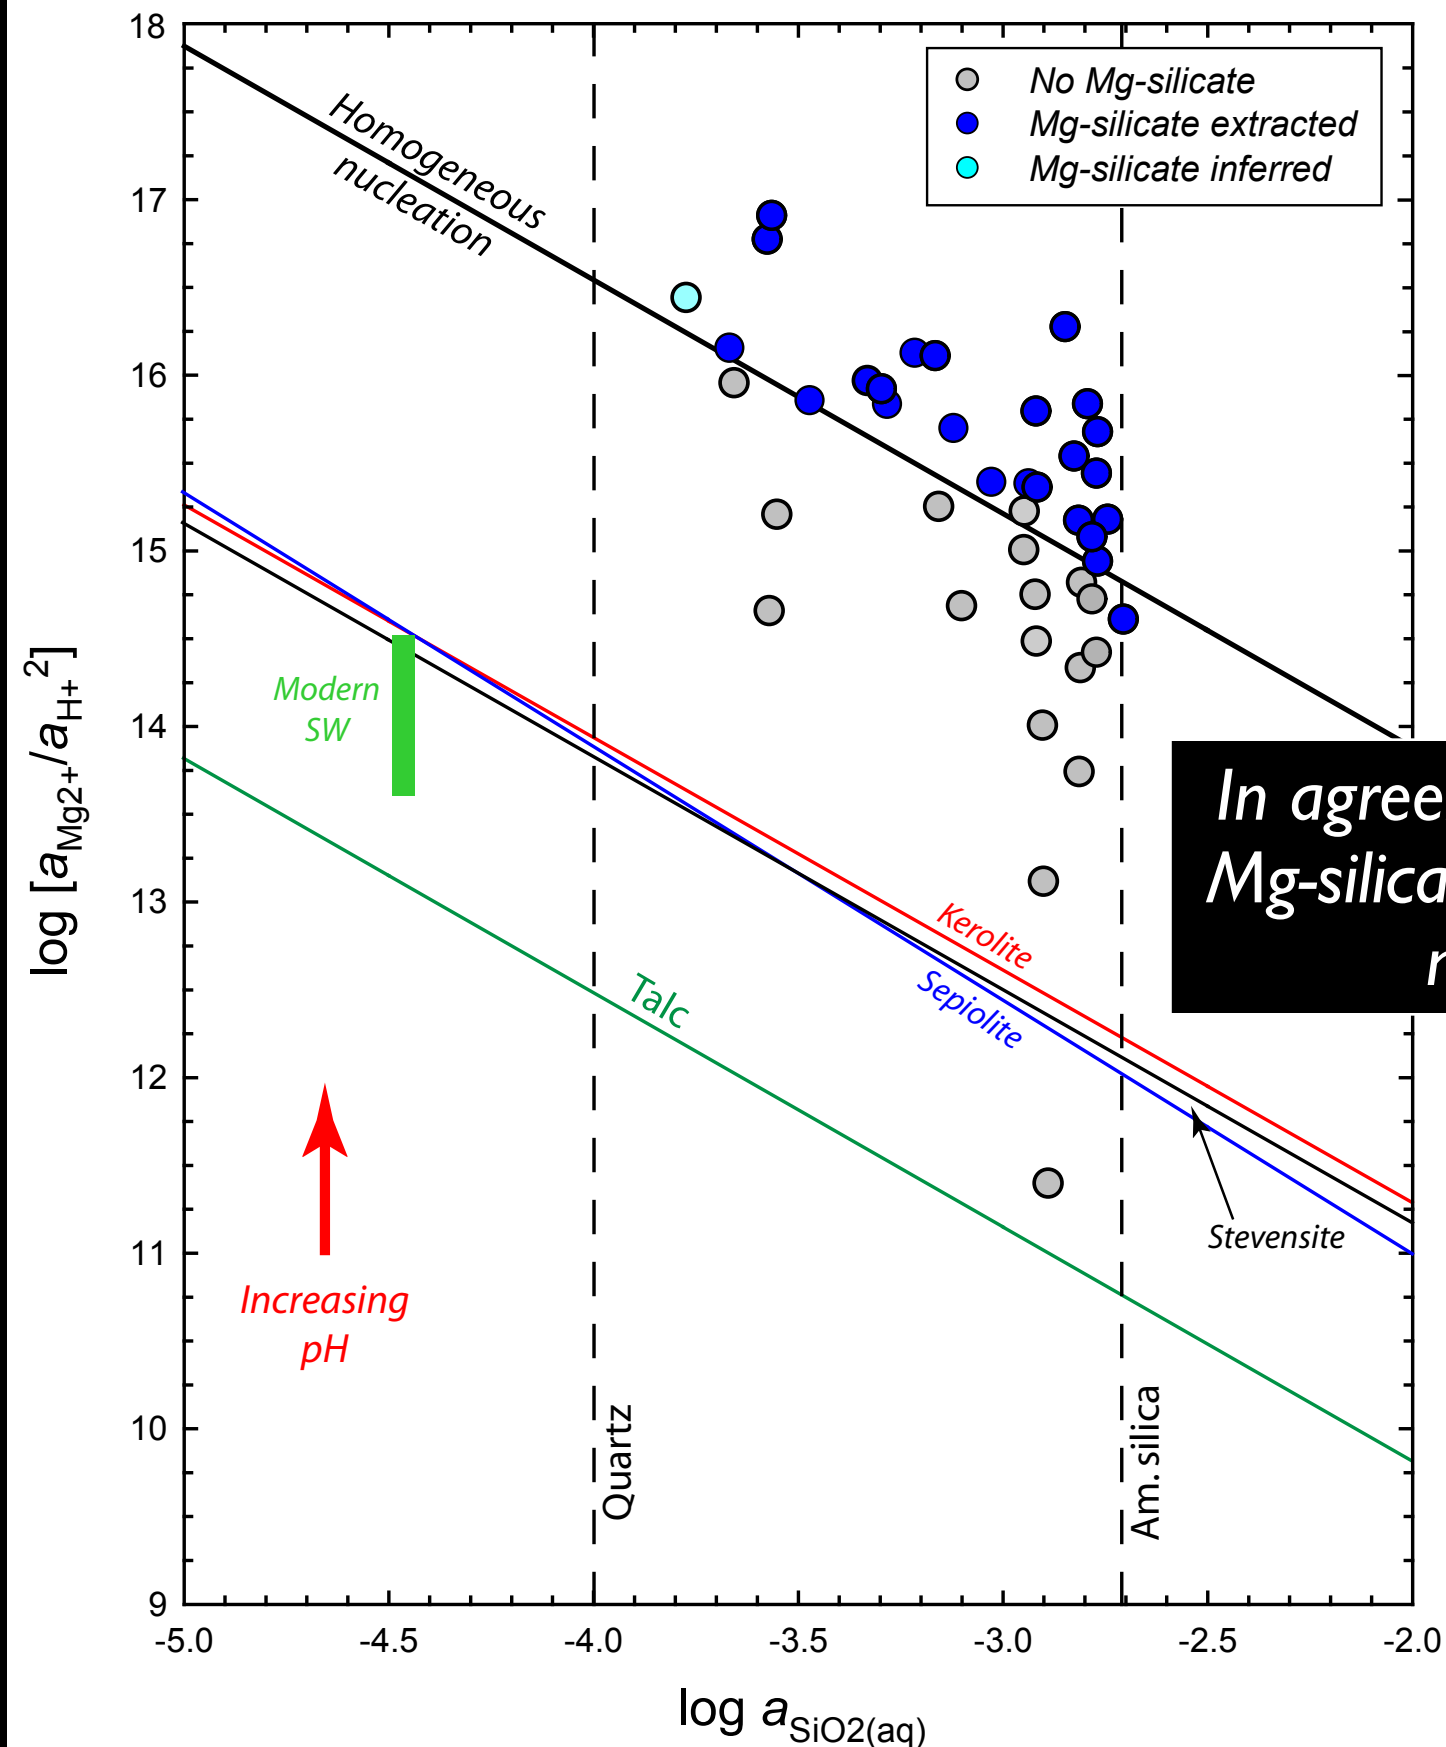 18
17
16
15
14
13
12
11
10
9
-5.0
-4.5
-4.0
-3.5
-3.0
-2.5
-2.0
log [aMg2+/aH+2]
log aSiO2(aq)
No Mg-silicate
Mg-silicate extracted
Mg-silicate inferred
Homogeneous
nucleation
Modern
SW
Kerolite
Sepiolite
Talc
Stevensite
Increasing
pH
Quartz
Am. silica
In agree
Mg-silica